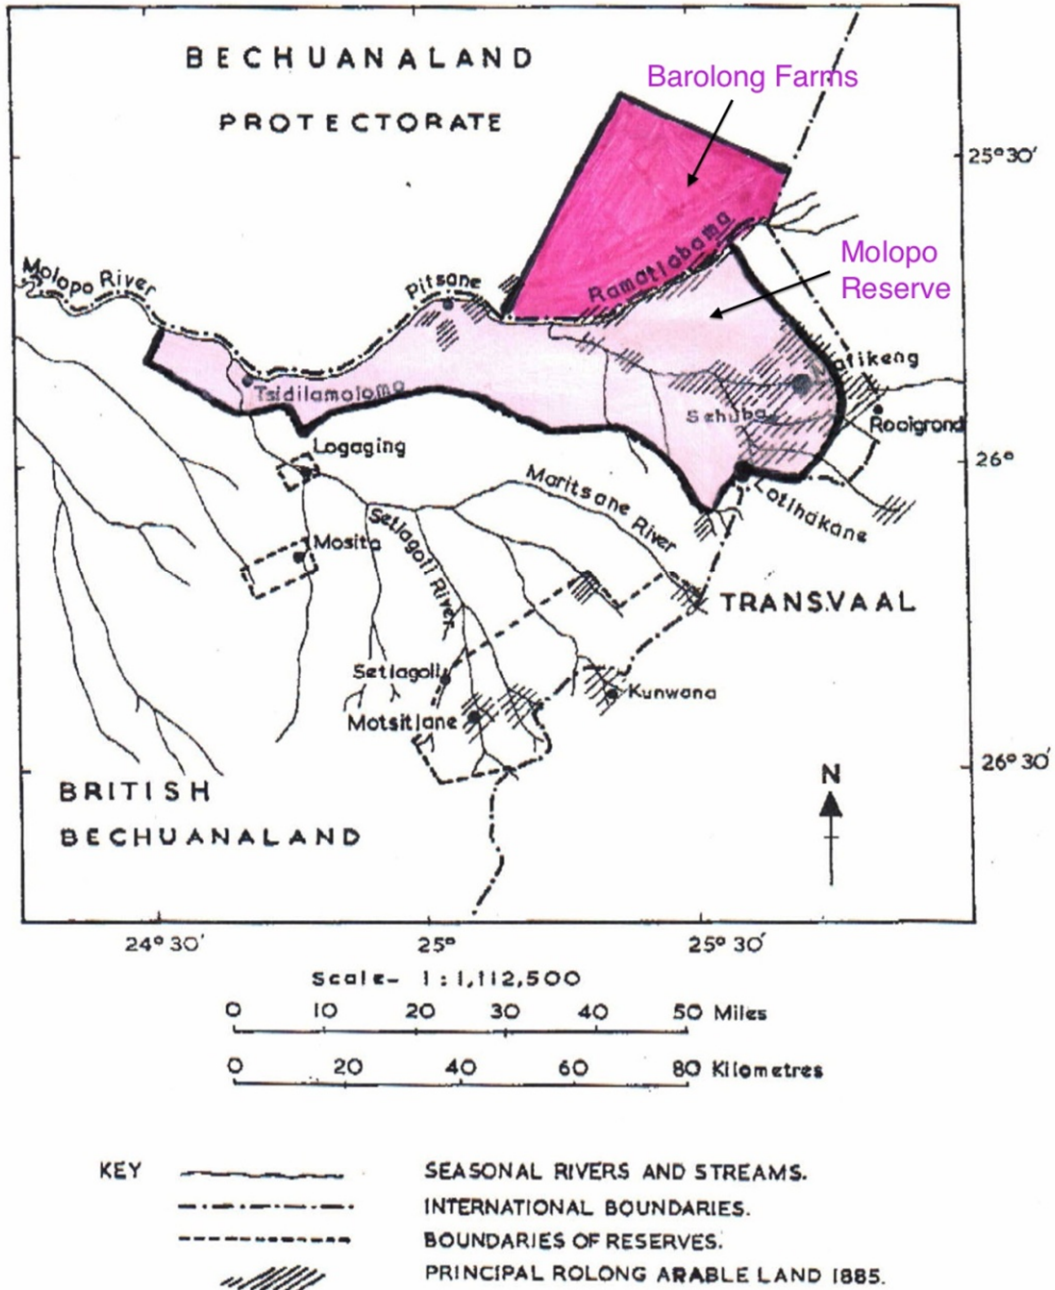 BECHUANALAND
PROTECTORATE
Barolong Farms
25°30'
Molopo
Reserve
Molopo River
Pitsane
Ramatlabama
Mafikeng
Tsidilamolomo
Sehuba
Rooigrond
Logaging
26°
Lotlhakane
Maritsane River
Setlagoli River
Mosita
TRANSVAAL
Setlagoli
Kunwana
Motsitlane
26°30'
BRITISH
BECHUANALAND
N
24°30'
25°
25°30'
Scale- 1:1,112,500
0 10 20 30 40 50 Miles
0 20 40 60 80 Kilometres
KEY
SEASONAL RIVERS AND STREAMS.
INTERNATIONAL BOUNDARIES.
BOUNDARIES OF RESERVES.
PRINCIPAL ROLONG ARABLE LAND 1885.